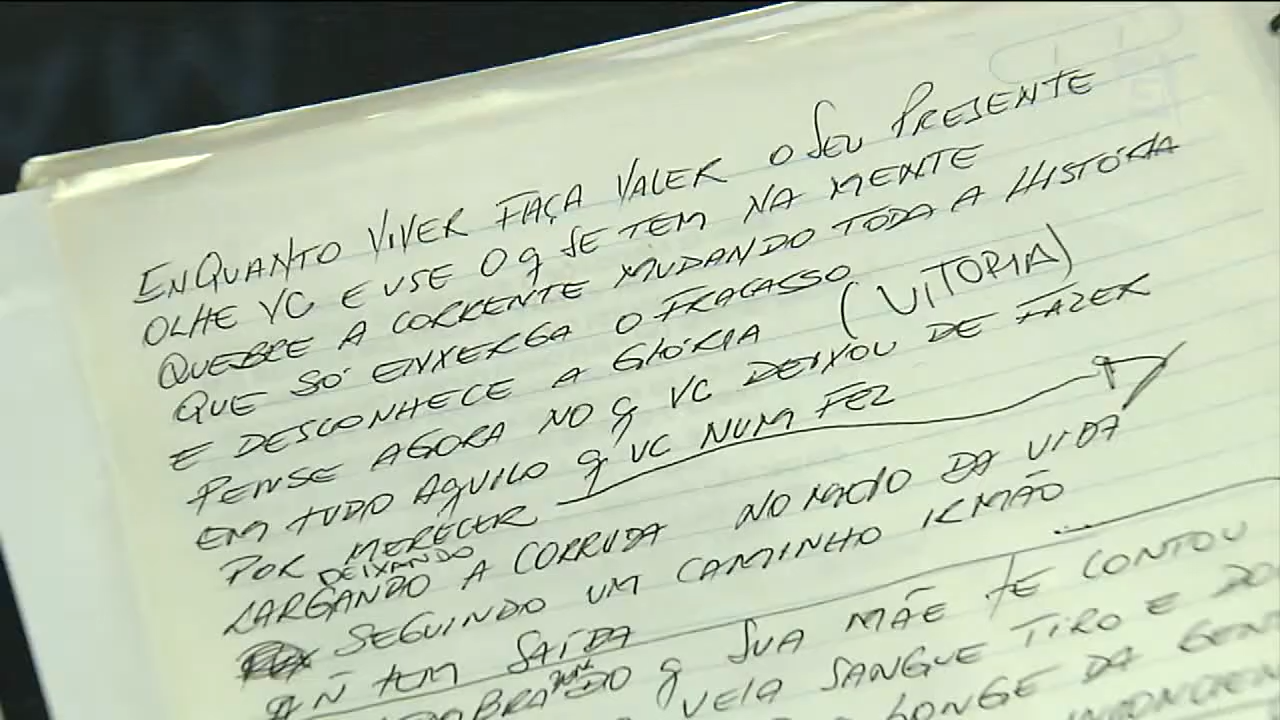 ENQUANTO VIVER FAÇA VALER O SEU PRESENTE
OLHE VC E USE O q SE TEM NA MENTE
QUEBRE A CORRENTE MUDANDO TODA A HISTÓRIA
QUE SÓ ENXERGA O FRACASSO
E DESCONHECE A GLÓRIA (VITORIA)
PENSE AGORA NO q VC DEIXOU DE FAZER
EM TUDO AQUILO q VC NUM FEZ
POR MERECER
DEIXANDO
LARGANDO A CORRIDA NO MEIO DA VIDA
SEGUINDO UM CAMINHO IRMÃO
q Ñ TEM SAÍDA
q SUA MÃE TE CONTOU
VEIA SANGUE TIRO E
LONGE DA